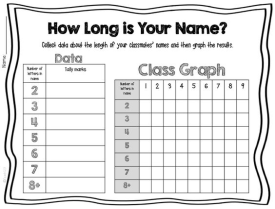 How Long is Your Name?
Collect data about the length of your classmates' names and then graph the results.
Data
Number of letters in name
Tally marks
2
3
4
5
6
7
8+
Class Graph
Number of letters in name
1 2 3 4 5 6 7 8 9
2
3
4
5
6
7
8+